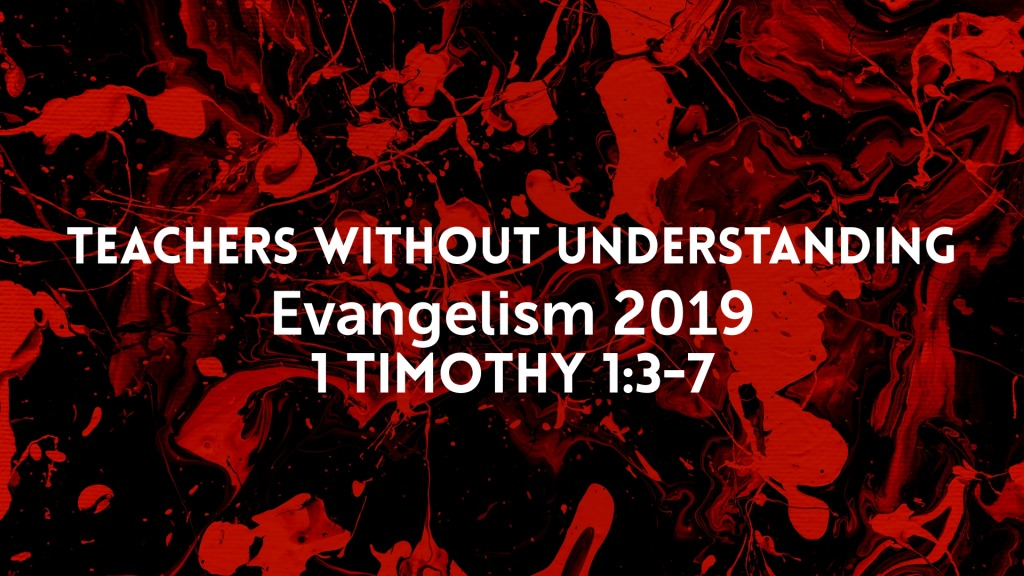 TEACHERS WITHOUT UNDERSTANDING
Evangelism 2019
1 TIMOTHY 1:3-7